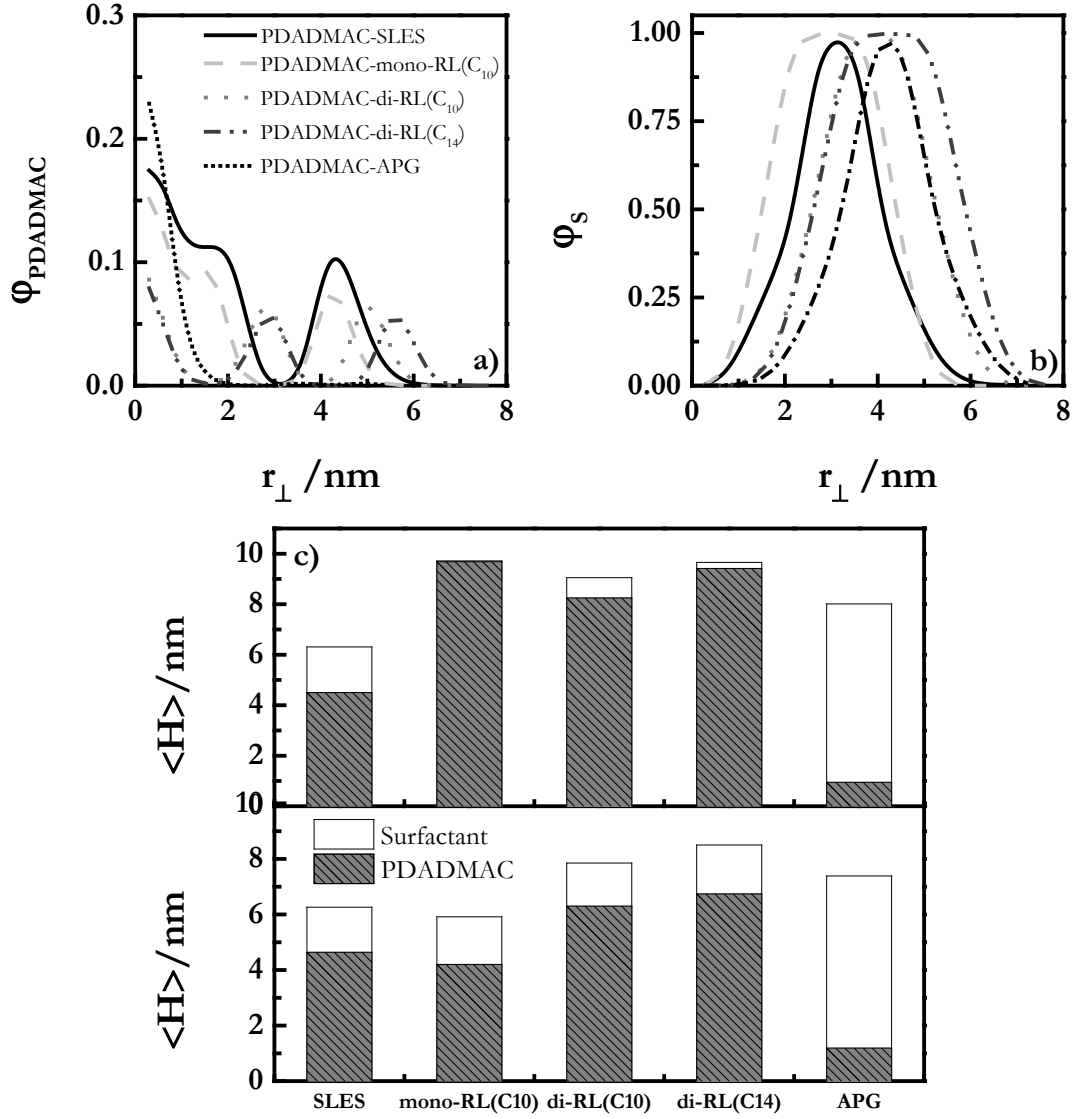 0.3
0.2
0.1
0.0
φPDADMAC
PDADMAC-SLES
PDADMAC-mono-RL(C10)
PDADMAC-di-RL(C10)
PDADMAC-di-RL(C14)
PDADMAC-APG
a)
0 2 4 6 8
r⊥ /nm
1.00
0.75
0.50
0.25
0.00
φS
b)
0 2 4 6 8
r⊥ /nm
c)
10
8
6
4
2
10
<H>/nm
Surfactant
PDADMAC
8
6
4
2
0
<H>/nm
SLES mono-RL(C10) di-RL(C10) di-RL(C14) APG